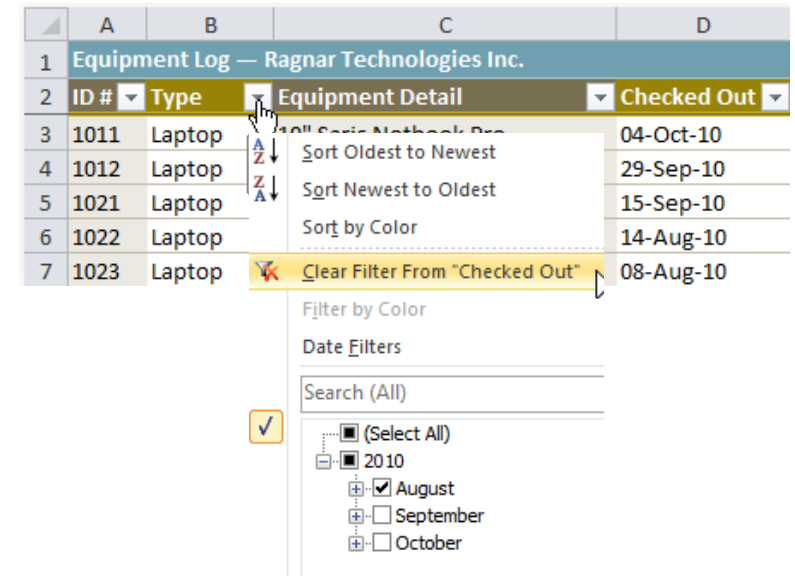 A B C D
1 Equipment Log — Ragnar Technologies Inc.
2 ID # Type Equipment Detail Checked Out
3 1011 Laptop 04-Oct-10
4 1012 Laptop 29-Sep-10
5 1021 Laptop 15-Sep-10
6 1022 Laptop 14-Aug-10
7 1023 Laptop 08-Aug-10
Sort Oldest to Newest
Sort Newest to Oldest
Sort by Color
Clear Filter From "Checked Out"
Filter by Color
Date Filters
Search (All)
(Select All)
2010
August
September
October